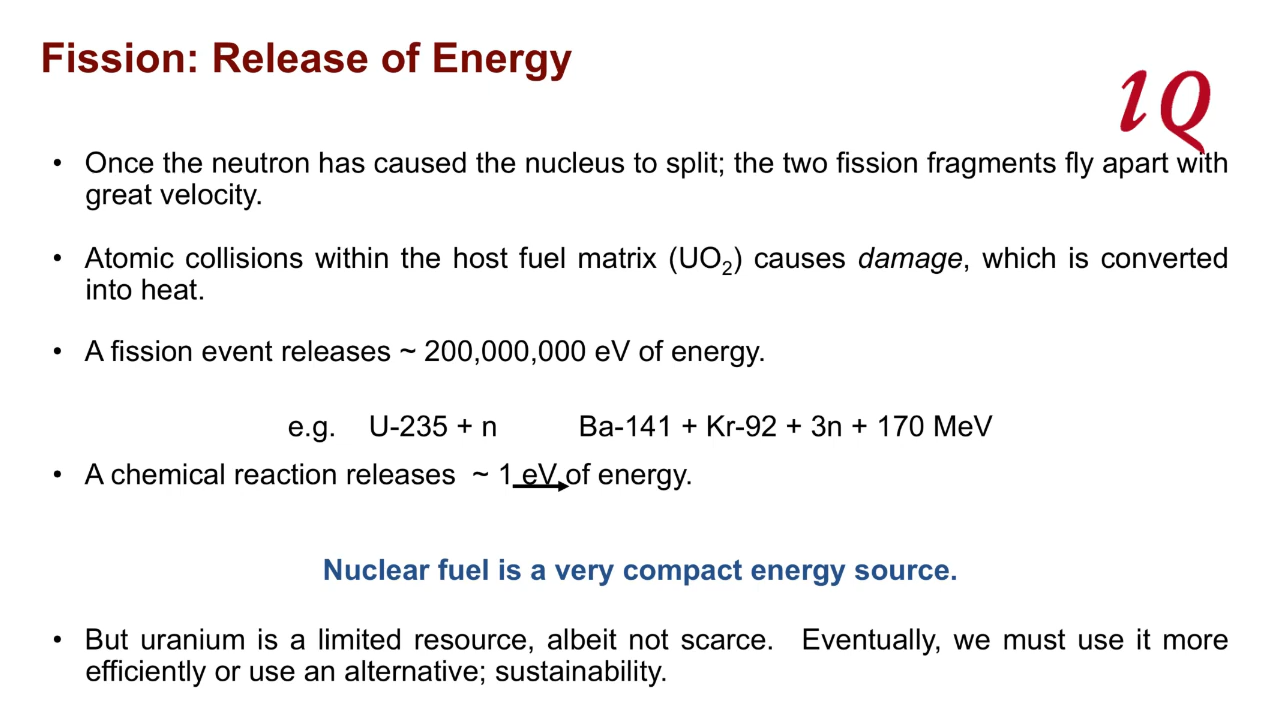 Fission: Release of Energy
iQ
• Once the neutron has caused the nucleus to split; the two fission fragments fly apart with
great velocity.
• Atomic collisions within the host fuel matrix (UO₂) causes damage, which is converted
into heat.
• A fission event releases ~ 200,000,000 eV of energy.
e.g. U-235 + n Ba-141 + Kr-92 + 3n + 170 MeV
• A chemical reaction releases ~ 1 eV of energy.
Nuclear fuel is a very compact energy source.
• But uranium is a limited resource, albeit not scarce. Eventually, we must use it more
efficiently or use an alternative; sustainability.